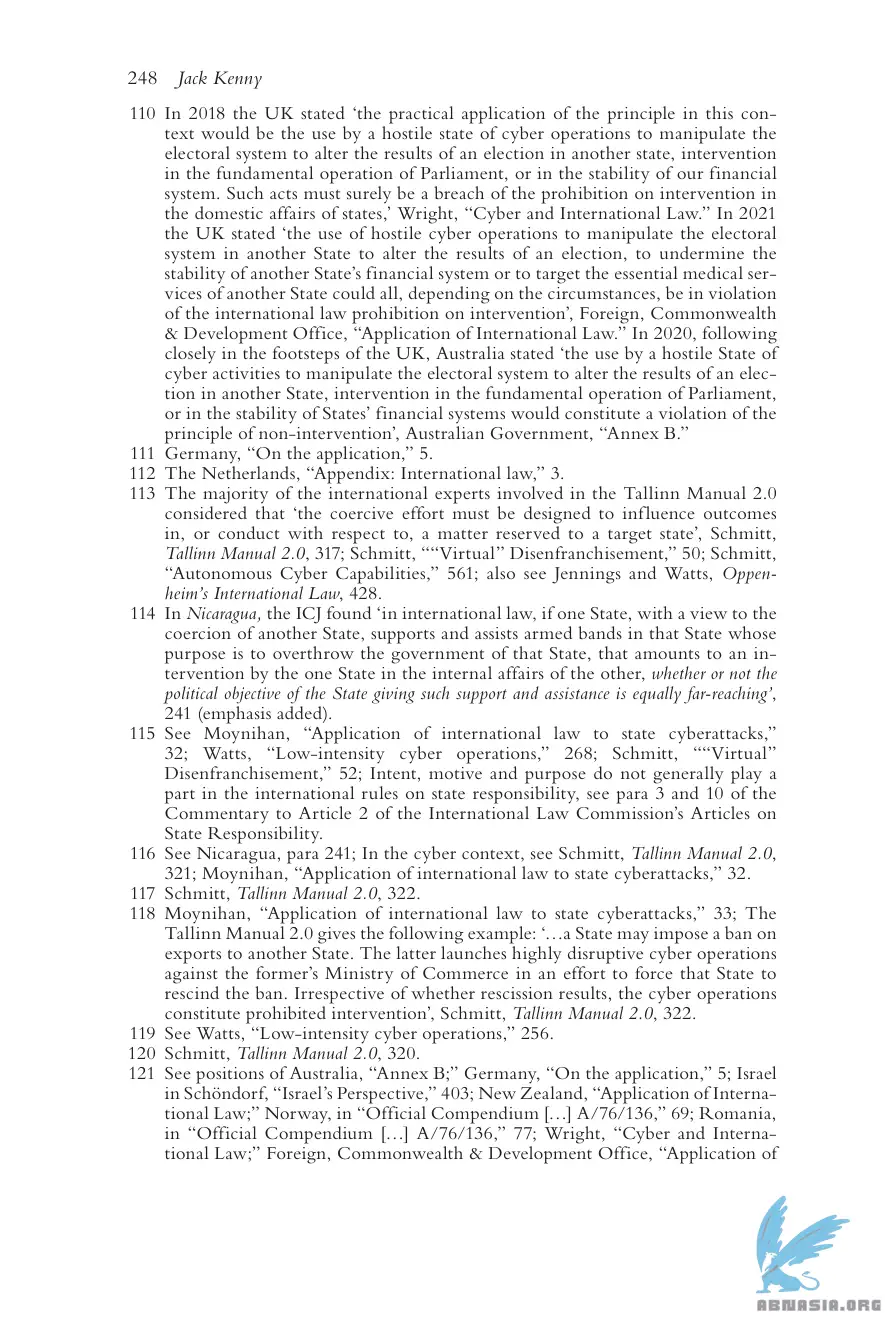 248 Jack Kenny
110 In 2018 the UK stated ‘the practical application of the principle in this con-
text would be the use by a hostile state of cyber operations to manipulate the
electoral system to alter the results of an election in another state, intervention
in the fundamental operation of Parliament, or in the stability of our financial
system. Such acts must surely be a breach of the prohibition on intervention in
the domestic affairs of states,’ Wright, “Cyber and International Law.” In 2021
the UK stated ‘the use of hostile cyber operations to manipulate the electoral
system in another State to alter the results of an election, to undermine the
stability of another State’s financial system or to target the essential medical ser-
vices of another State could all, depending on the circumstances, be in violation
of the international law prohibition on intervention’, Foreign, Commonwealth
& Development Office, “Application of International Law.” In 2020, following
closely in the footsteps of the UK, Australia stated ‘the use by a hostile State of
cyber activities to manipulate the electoral system to alter the results of an elec-
tion in another State, intervention in the fundamental operation of Parliament,
or in the stability of States’ financial systems would constitute a violation of the
principle of non-intervention’, Australian Government, “Annex B.”
111 Germany, “On the application,” 5.
112 The Netherlands, “Appendix: International law,” 3.
113 The majority of the international experts involved in the Tallinn Manual 2.0
considered that ‘the coercive effort must be designed to influence outcomes
in, or conduct with respect to, a matter reserved to a target state’, Schmitt,
Tallinn Manual 2.0, 317; Schmitt, ““Virtual” Disenfranchisement,” 50; Schmitt,
“Autonomous Cyber Capabilities,” 561; also see Jennings and Watts, Oppen-
heim’s International Law, 428.
114 In Nicaragua, the ICJ found ‘in international law, if one State, with a view to the
coercion of another State, supports and assists armed bands in that State whose
purpose is to overthrow the government of that State, that amounts to an in-
tervention by the one State in the internal affairs of the other, whether or not the
political objective of the State giving such support and assistance is equally far-reaching’,
241 (emphasis added).
115 See Moynihan, “Application of international law to state cyberattacks,”
32; Watts, “Low-intensity cyber operations,” 268; Schmitt, ““Virtual”
Disenfranchisement,” 52; Intent, motive and purpose do not generally play a
part in the international rules on state responsibility, see para 3 and 10 of the
Commentary to Article 2 of the International Law Commission’s Articles on
State Responsibility.
116 See Nicaragua, para 241; In the cyber context, see Schmitt, Tallinn Manual 2.0,
321; Moynihan, “Application of international law to state cyberattacks,” 32.
117 Schmitt, Tallinn Manual 2.0, 322.
118 Moynihan, “Application of international law to state cyberattacks,” 33; The
Tallinn Manual 2.0 gives the following example: ‘…a State may impose a ban on
exports to another State. The latter launches highly disruptive cyber operations
against the former’s Ministry of Commerce in an effort to force that State to
rescind the ban. Irrespective of whether rescission results, the cyber operations
constitute prohibited intervention’, Schmitt, Tallinn Manual 2.0, 322.
119 See Watts, “Low-intensity cyber operations,” 256.
120 Schmitt, Tallinn Manual 2.0, 320.
121 See positions of Australia, “Annex B;” Germany, “On the application,” 5; Israel
in Schöndorf, “Israel’s Perspective,” 403; New Zealand, “Application of Interna-
tional Law;” Norway, in “Official Compendium […] A/76/136,” 69; Romania,
in “Official Compendium […] A/76/136,” 77; Wright, “Cyber and Interna-
tional Law;” Foreign, Commonwealth & Development Office, “Application of
ABNASIA.ORG